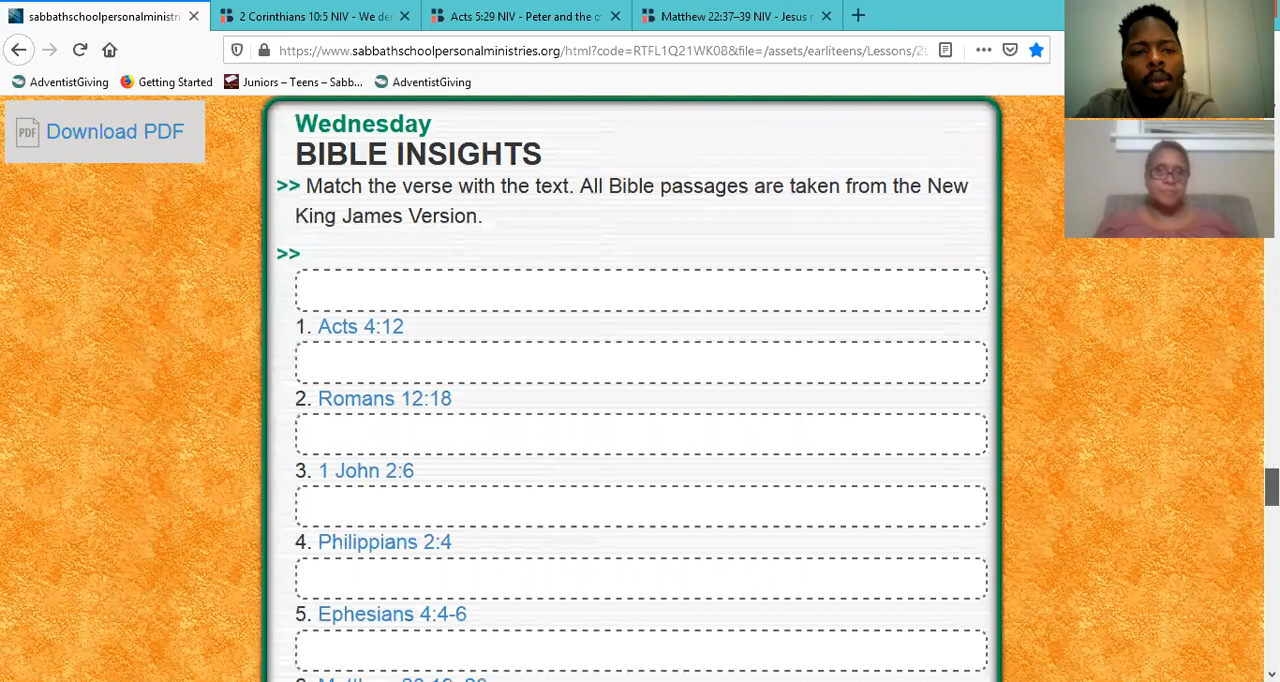 sabbathschoolpersonalministri
2 Corinthians 10:5 NIV - We de
Acts 5:29 NIV - Peter and the
Matthew 22:37–39 NIV - Jesus r
https://www.sabbathschoolpersonalministries.org/html?code=RTFL1Q21WK08&file=/assets/earliteens/Lessons/2
AdventistGiving
Getting Started
Juniors – Teens – Sabb...
AdventistGiving
PDF
Download PDF
Wednesday
BIBLE INSIGHTS
>> Match the verse with the text. All Bible passages are taken from the New
King James Version.
>>
1. Acts 4:12
2. Romans 12:18
3. 1 John 2:6
4. Philippians 2:4
5. Ephesians 4:4-6